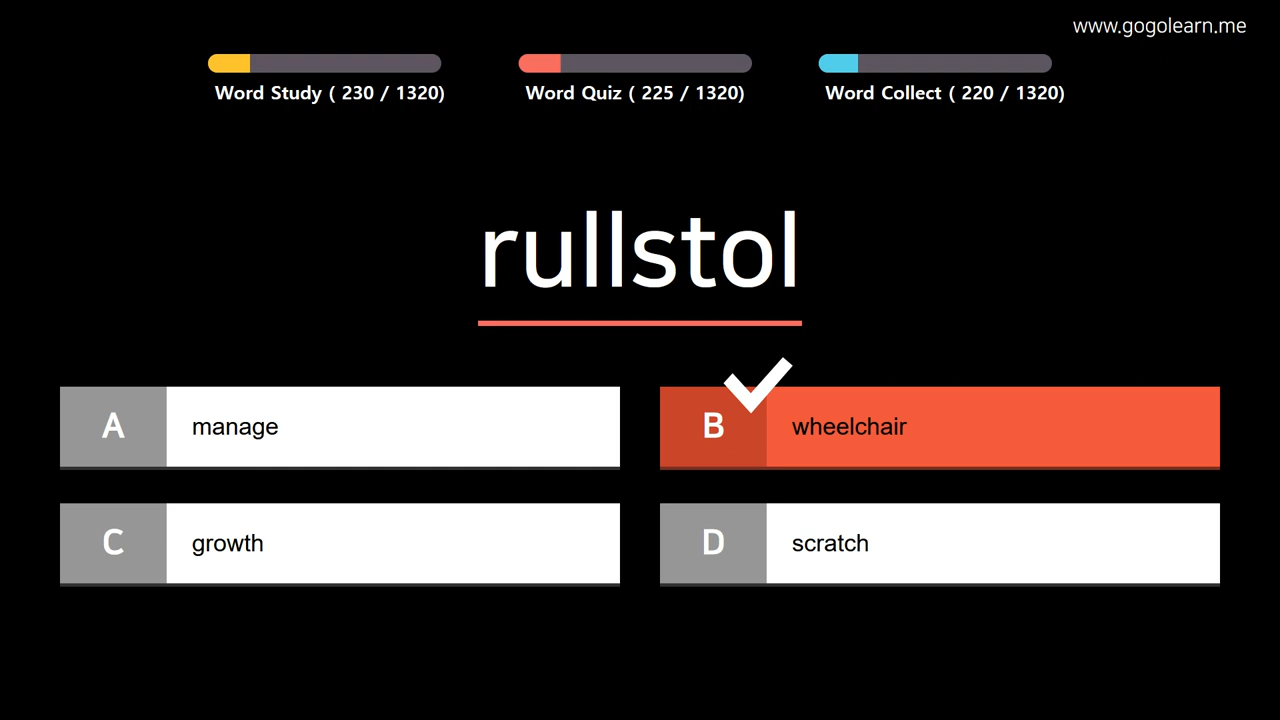 www.gogolearn.me
Word Study ( 230 / 1320)
Word Quiz ( 225 / 1320)
Word Collect ( 220 / 1320)
rullstol
A manage
B wheelchair
C growth
D scratch